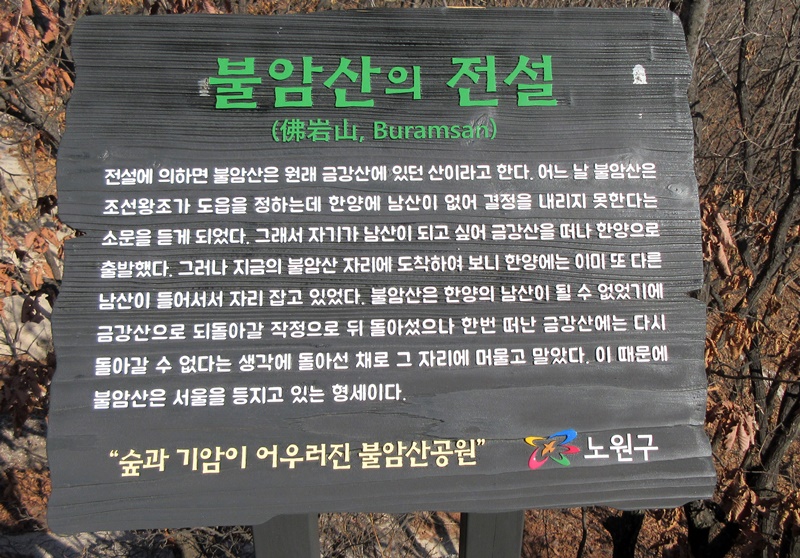 불암산의 전설
(佛岩山, Buramsan)
전설에 의하면 불암산은 원래 금강산에 있던 산이라고 한다. 어느 날 불암산은
조선왕조가 도읍을 정하는데 한양에 남산이 없어 결정을 내리지 못한다는
소문을 듣게 되었다. 그래서 자기가 남산이 되고 싶어 금강산을 떠나 한양으로
출발했다. 그러나 지금의 불암산 자리에 도착하여 보니 한양에는 이미 또 다른
남산이 들어서서 자리 잡고 있었다. 불암산은 한양의 남산이 될 수 없었기에
금강산으로 되돌아갈 작정으로 뒤 돌아섰으나 한번 떠난 금강산에는 다시
돌아갈 수 없다는 생각에 돌아선 채로 그 자리에 머물고 말았다. 이 때문에
불암산은 서울을 등지고 있는 형세이다.
“숲과 기암이 어우러진 불암산공원”
노원구